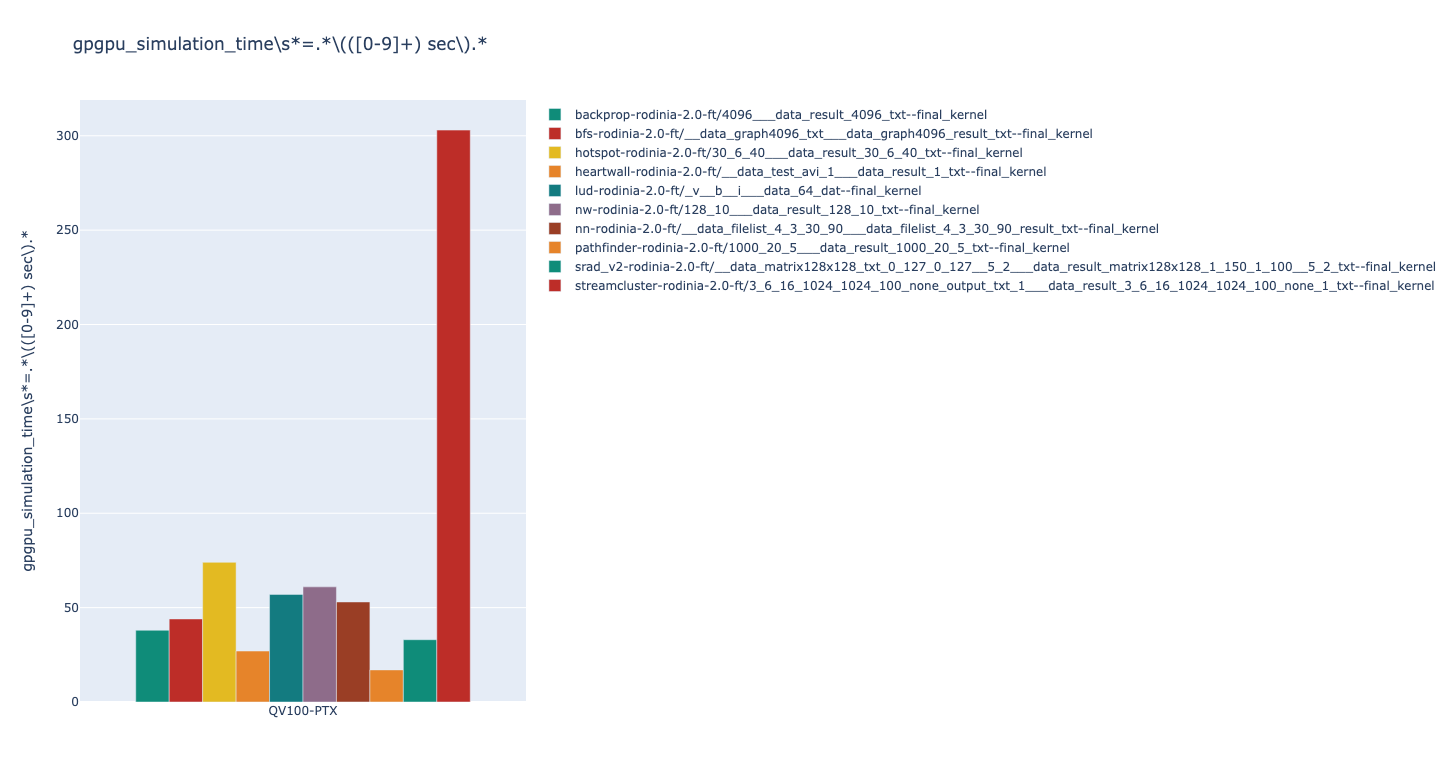 gpgpu_simulation_time\s*=.*\(([0-9]+) sec\).*
gpgpu_simulation_time\s*=.*\(([0-9]+) sec\).*
300
250
200
150
100
50
0
QV100-PTX
backprop-rodinia-2.0-ft/4096___data_result_4096_txt--final_kernel
bfs-rodinia-2.0-ft/__data_graph4096_txt___data_graph4096_result_txt--final_kernel
hotspot-rodinia-2.0-ft/30_6_40___data_result_30_6_40_txt--final_kernel
heartwall-rodinia-2.0-ft/__data_test_avi_1___data_result_1_txt--final_kernel
lud-rodinia-2.0-ft/_v__b__i___data_64_dat--final_kernel
nw-rodinia-2.0-ft/128_10___data_result_128_10_txt--final_kernel
nn-rodinia-2.0-ft/__data_filelist_4_3_30_90___data_filelist_4_3_30_90_result_txt--final_kernel
pathfinder-rodinia-2.0-ft/1000_20_5___data_result_1000_20_5_txt--final_kernel
srad_v2-rodinia-2.0-ft/__data_matrix128x128_txt_0_127_0_127__5_2___data_result_matrix128x128_1_150_1_100__5_2_txt--final_kernel
streamcluster-rodinia-2.0-ft/3_6_16_1024_1024_100_none_output_txt_1___data_result_3_6_16_1024_1024_100_none_1_txt--final_kernel